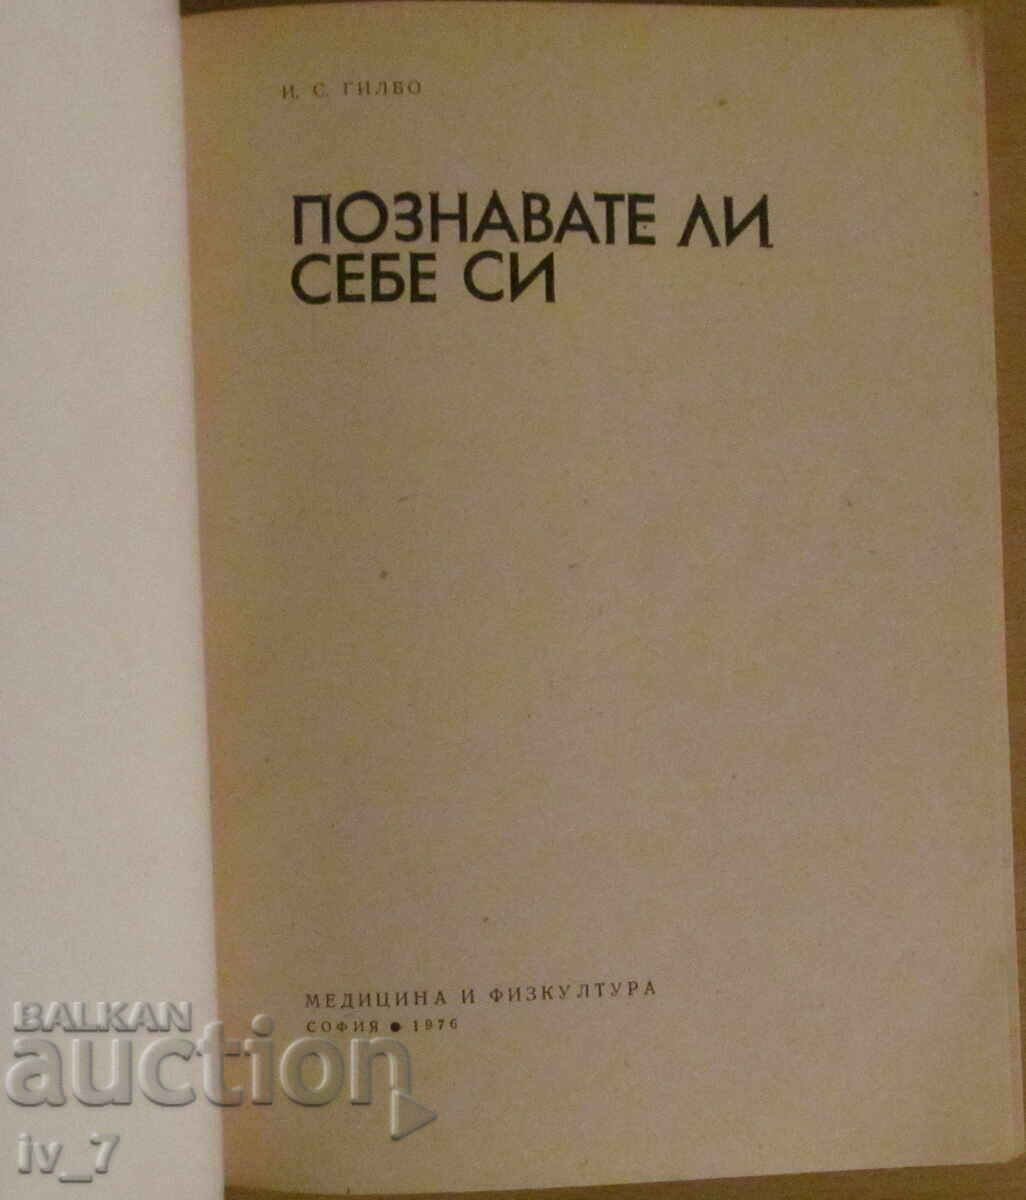 И. С. ГИЛБО
ПОЗНАВАТЕ ЛИ
СЕБЕ СИ
МЕДИЦИНА И ФИЗКУЛТУРА
СОФИЯ ● 1976
BALKAN
auction
iv_7